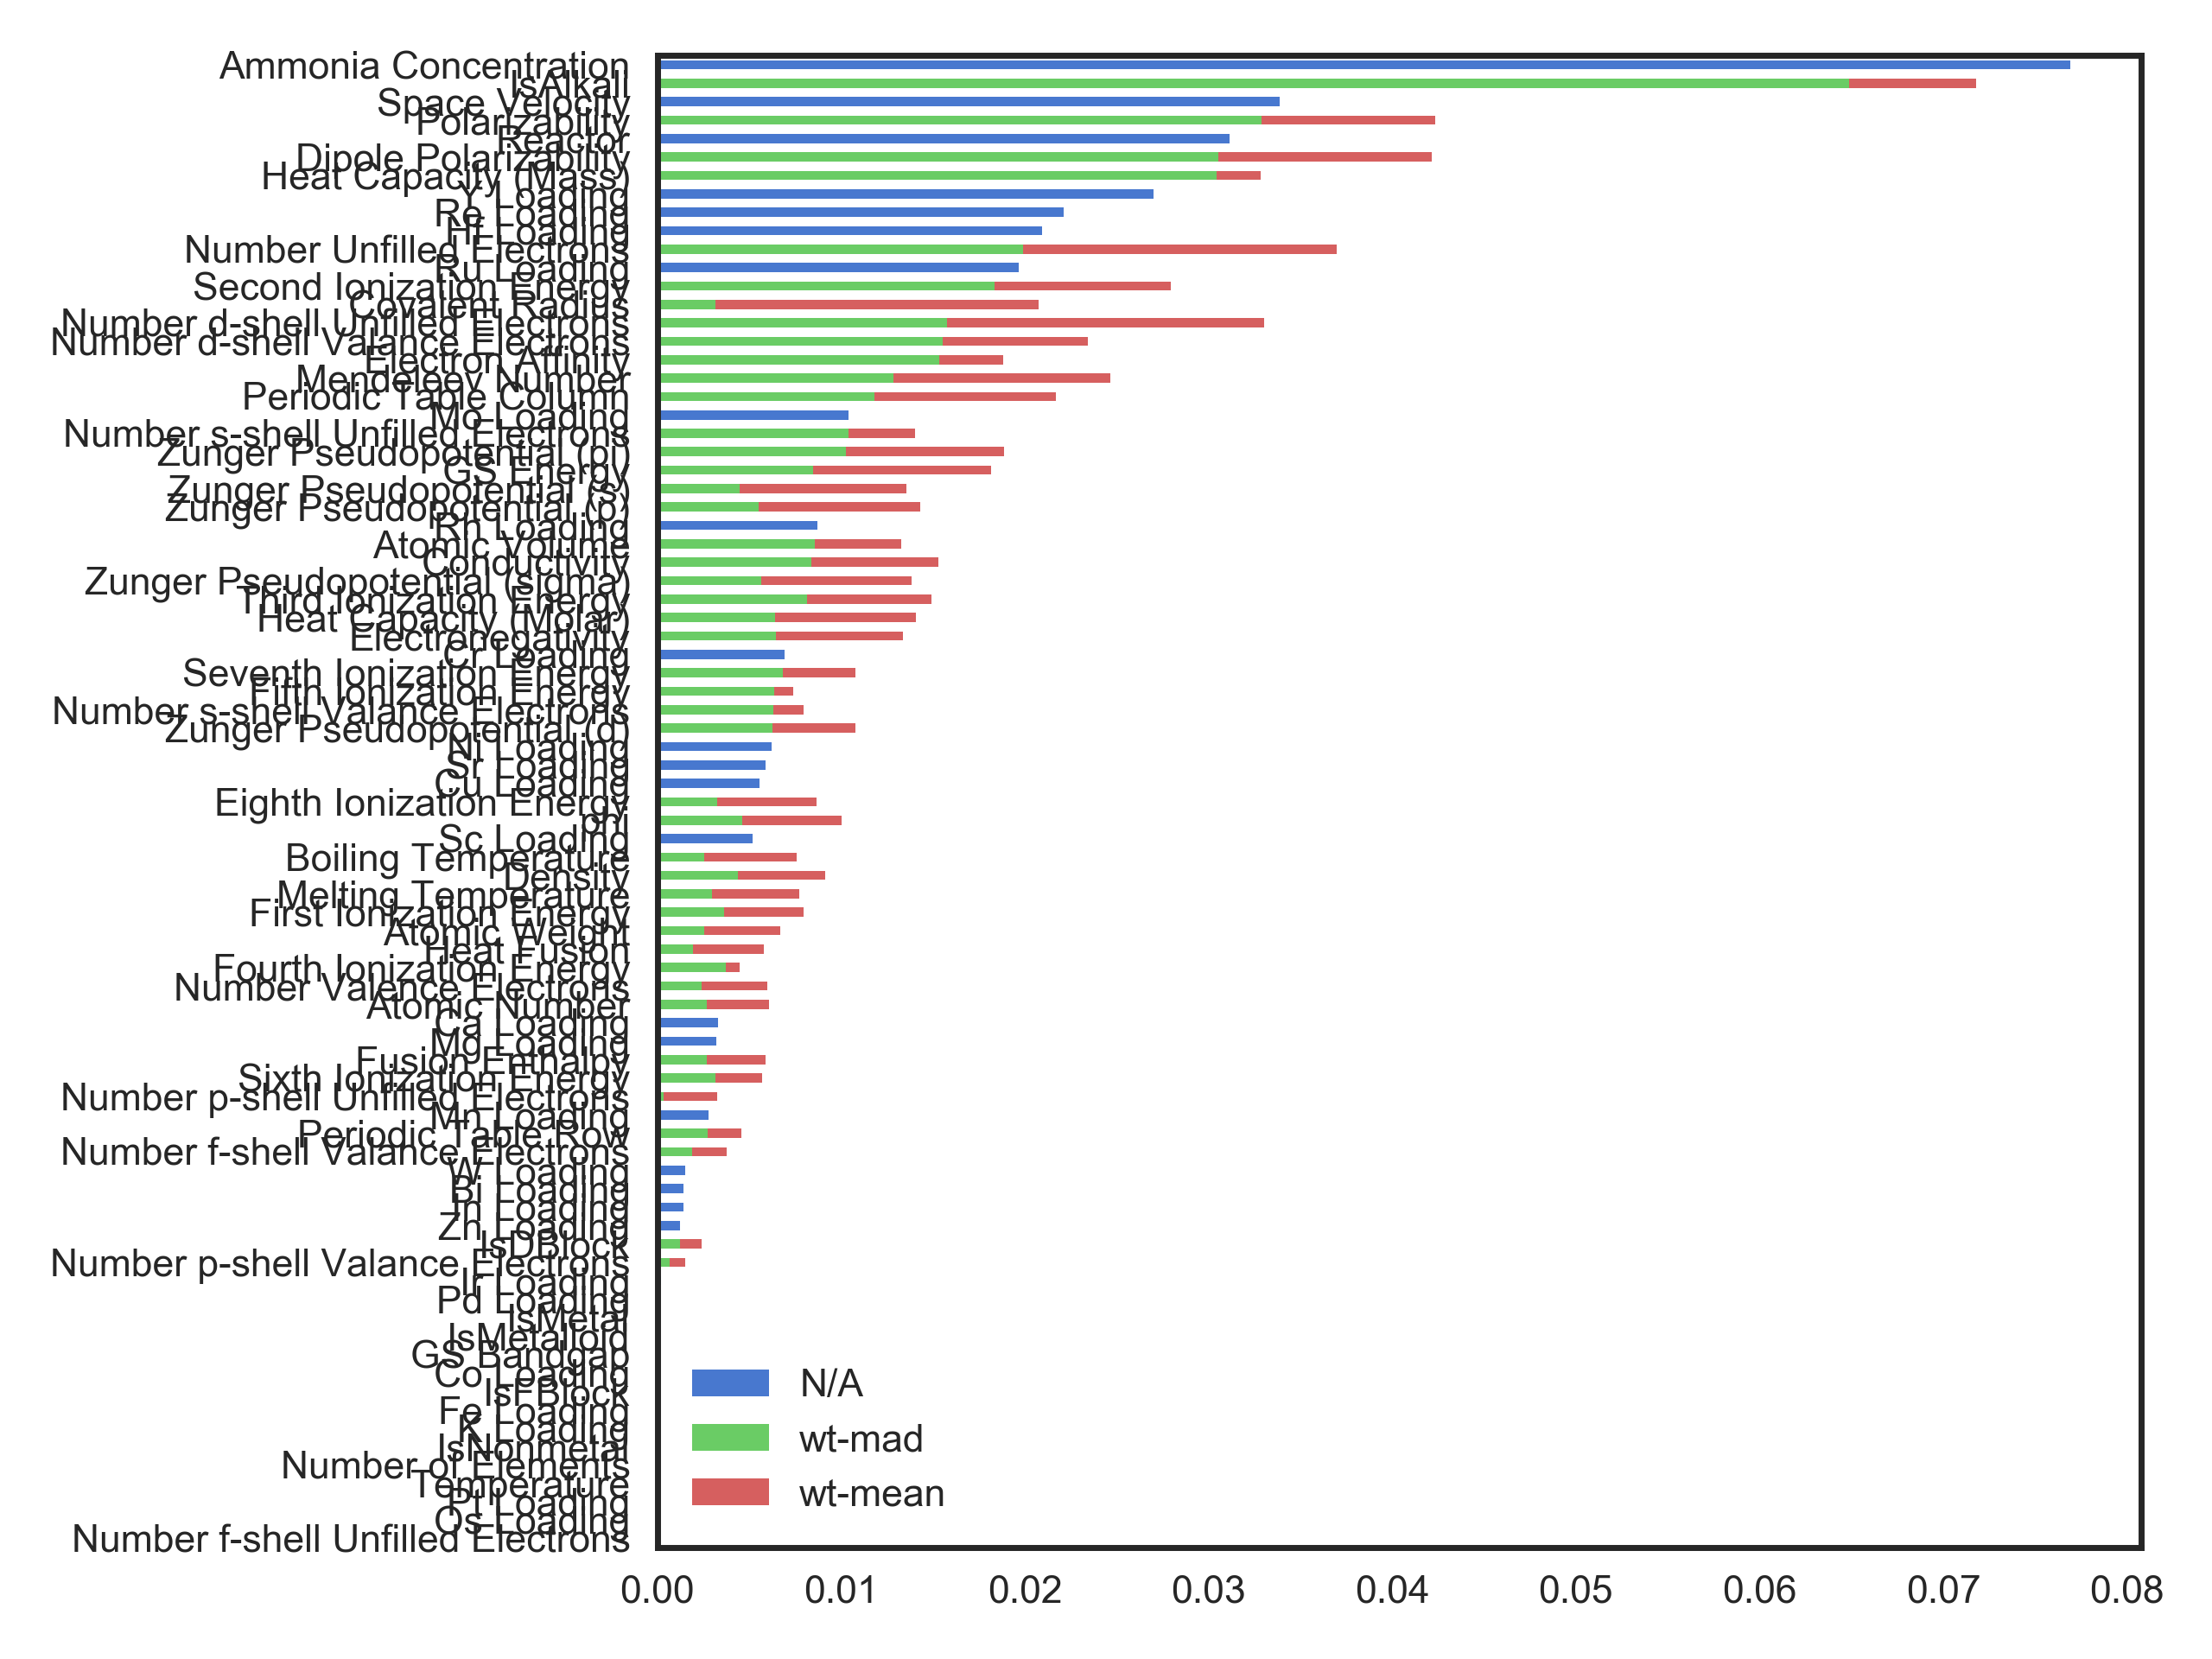 Ammonia Concentration
IsAlkali
Space Velocity
Polarizability
Reactor
Dipole Polarizability
Heat Capacity (Mass)
Y Loading
Re Loading
Hf Loading
Number Unfilled Electrons
Ru Loading
Second Ionization Energy
Covalent Radius
Number d-shell Unfilled Electrons
Number d-shell Valance Electrons
Electron Affinity
Mendeleev Number
Periodic Table Column
Mo Loading
Number s-shell Unfilled Electrons
Zunger Pseudopotential (pi)
GS Energy
Zunger Pseudopotential (s)
Zunger Pseudopotential (p)
Rh Loading
Atomic Volume
Conductivity
Zunger Pseudopotential (sigma)
Third Ionization Energy
Heat Capacity (Molar)
Electronegativity
Cr Loading
Seventh Ionization Energy
Fifth Ionization Energy
Number s-shell Valance Electrons
Zunger Pseudopotential (d)
Ni Loading
Sr Loading
Cu Loading
Eighth Ionization Energy
phi
Sc Loading
Boiling Temperature
Density
Melting Temperature
First Ionization Energy
Atomic Weight
Heat Fusion
Fourth Ionization Energy
Number Valence Electrons
Atomic Number
Ca Loading
Mg Loading
Fusion Enthalpy
Sixth Ionization Energy
Number p-shell Unfilled Electrons
Mn Loading
Periodic Table Row
Number f-shell Valance Electrons
W Loading
Bi Loading
In Loading
Zn Loading
IsDBlock
Number p-shell Valance Electrons
Ir Loading
Pd Loading
IsMetal
IsMetalloid
GS Bandgap
Co Loading
IsFBlock
Fe Loading
K Loading
IsNonmetal
Number of Elements
Temperature
Pt Loading
Os Loading
Number f-shell Unfilled Electrons
N/A
wt-mad
wt-mean
0.00 0.01 0.02 0.03 0.04 0.05 0.06 0.07 0.08